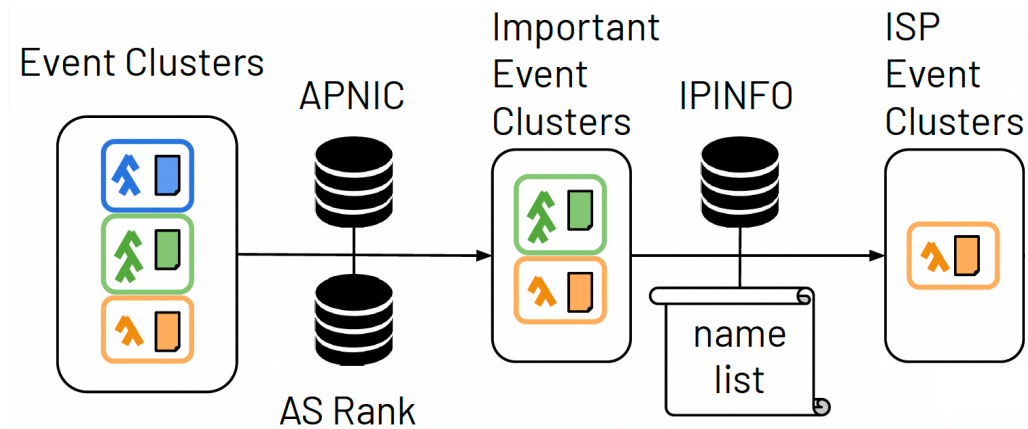 Event Clusters
APNIC
AS Rank
Important
Event
Clusters
IPINFO
name
list
ISP
Event
Clusters